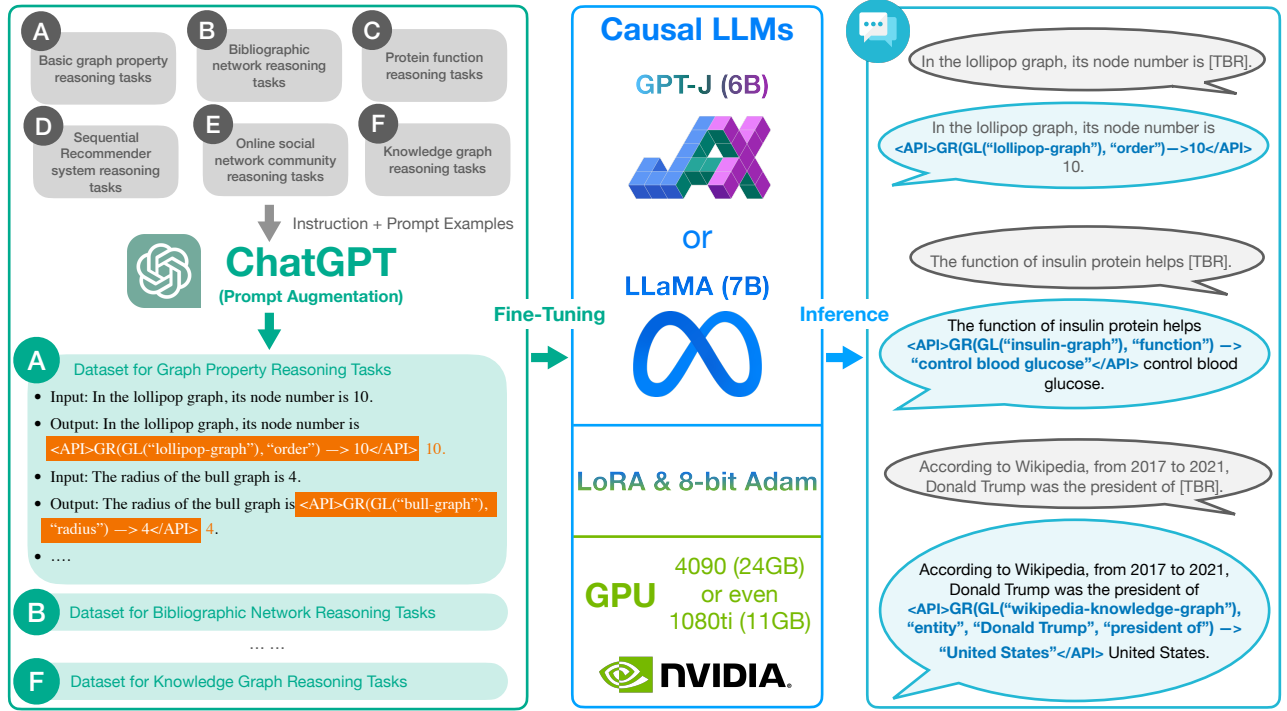 A
Basic graph property
reasoning tasks
B
Bibliographic
network reasoning
tasks
C
Protein function
reasoning tasks
D
Sequential
Recommender
system reasoning
tasks
E
Online social
network community
reasoning tasks
F
Knowledge graph
reasoning tasks
Instruction + Prompt Examples
ChatGPT
(Prompt Augmentation)
A
Dataset for Graph Property Reasoning Tasks
• Input: In the lollipop graph, its node number is 10.
• Output: In the lollipop graph, its node number is
<API>GR(GL(“lollipop-graph”), “order”) —> 10</API> 10.
• Input: The radius of the bull graph is 4.
• Output: The radius of the bull graph is <API>GR(GL(“bull-graph”),
“radius”) —> 4</API> 4.
• ….
B
Dataset for Bibliographic Network Reasoning Tasks
... ...
F
Dataset for Knowledge Graph Reasoning Tasks
Fine-Tuning
Causal LLMs
GPT-J (6B)
JAX
or
LLaMA (7B)
LoRA & 8-bit Adam
GPU
4090 (24GB)
or even
1080ti (11GB)
NVIDIA.
Inference
In the lollipop graph, its node number is [TBR].
In the lollipop graph, its node number is
<API>GR(GL(“lollipop-graph”), “order”)—>10</API>
10.
The function of insulin protein helps [TBR].
The function of insulin protein helps
<API>GR(GL(“insulin-graph”), “function”) —>
“control blood glucose”</API> control blood
glucose.
According to Wikipedia, from 2017 to 2021,
Donald Trump was the president of [TBR].
According to Wikipedia, from 2017 to 2021,
Donald Trump was the president of
<API>GR(GL(“wikipedia-knowledge-graph”),
“entity”, “Donald Trump”, “president of”) —>
“United States”</API> United States.